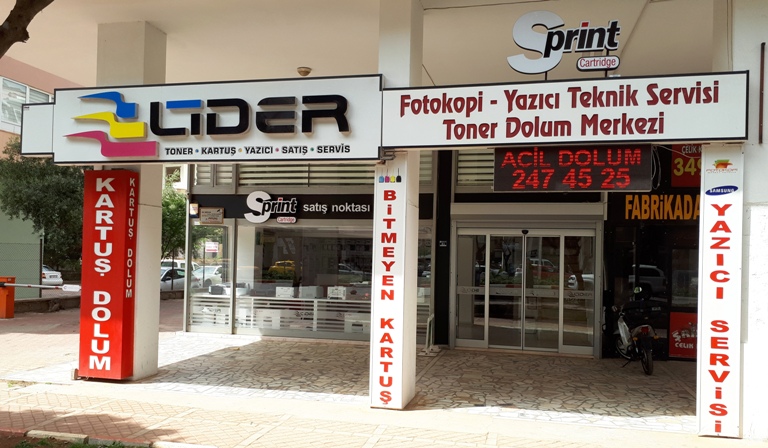 Sprint
Cartridge
LİDER
TONER • KARTUŞ • YAZICI • SATIŞ • SERVİS
Fotokopi - Yazıcı Teknik Servisi
Toner Dolum Merkezi
ACİL DOLUM
247 45 25
Sprint
Cartridge
satış noktası
FABRİKADA
KARTUŞ DOLUM
KARTUŞ DOLUM
BİTMEYEN KARTUŞ
SAMSUNG
YAZICI SERVİSİ